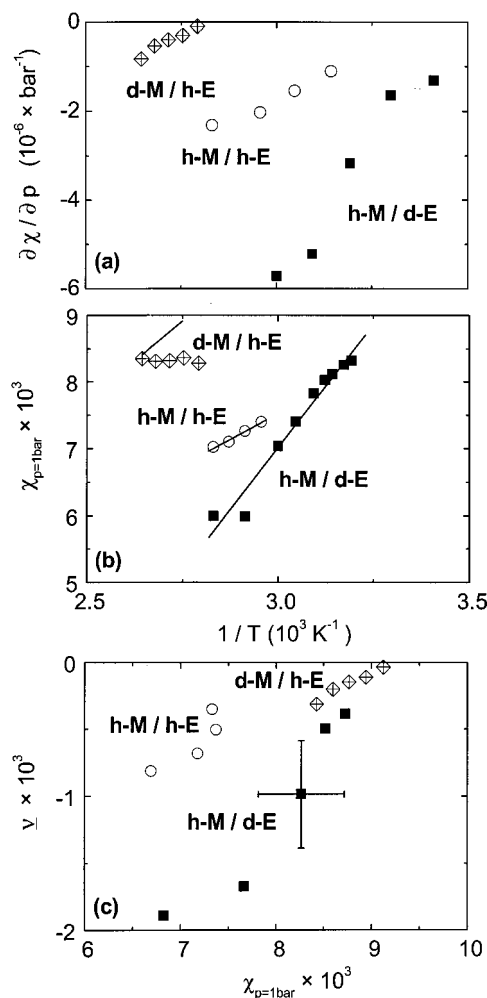 0
-2
-4
-6
∂χ/∂p (10⁻⁶ × bar⁻¹)
d-M / h-E
h-M / h-E
h-M / d-E
(a)
9
8
7
6
5
χp=1bar × 10³
d-M / h-E
h-M / h-E
h-M / d-E
(b)
2.5 3.0 3.5
1 / T (10³ K⁻¹)
0
-1
-2
v × 10³
d-M / h-E
h-M / h-E
h-M / d-E
(c)
6 7 8 9 10
χp=1bar × 10³